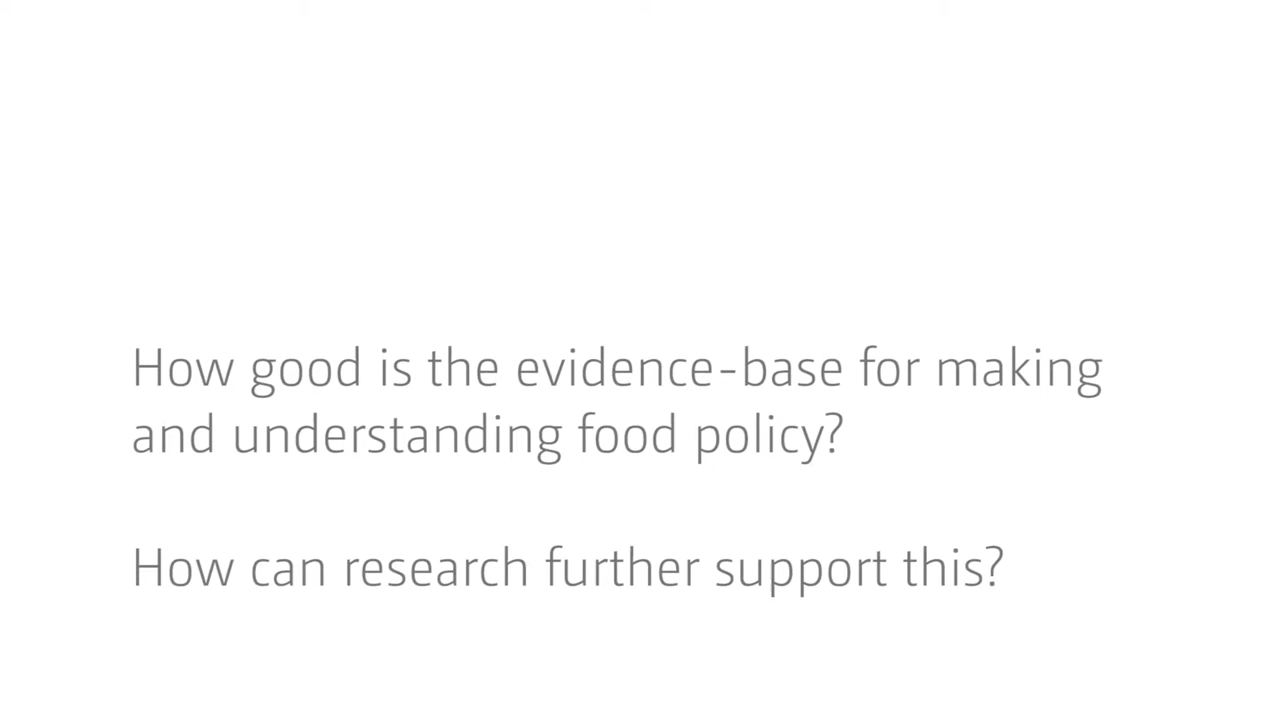 How good is the evidence-base for making
and understanding food policy?
How can research further support this?